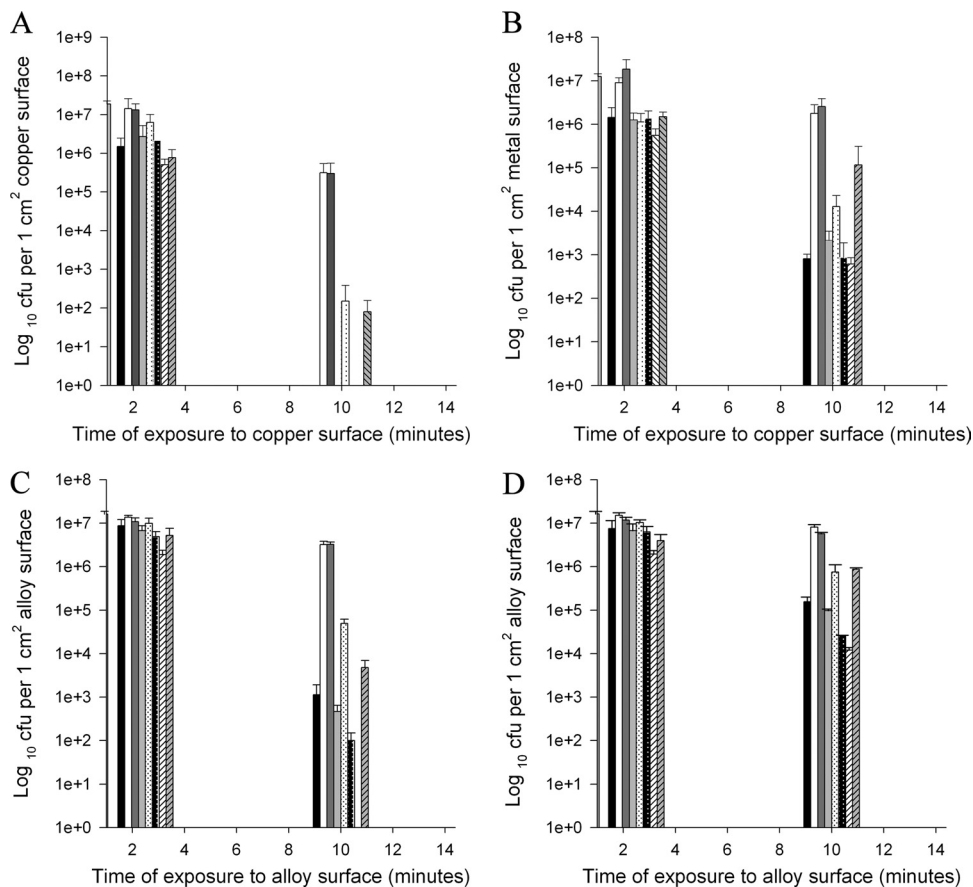 A
1e+9
1e+8
1e+7
1e+6
1e+5
1e+4
1e+3
1e+2
1e+1
1e+0
Log 10 cfu per 1 cm2 copper surface
2 4 6 8 10 12 14
Time of exposure to copper surface (minutes)
B
1e+8
1e+7
1e+6
1e+5
1e+4
1e+3
1e+2
1e+1
1e+0
Log 10 cfu per 1 cm2 metal surface
2 4 6 8 10 12 14
Time of exposure to copper surface (minutes)
C
1e+8
1e+7
1e+6
1e+5
1e+4
1e+3
1e+2
1e+1
1e+0
Log 10 cfu per 1 cm2 alloy surface
2 4 6 8 10 12 14
Time of exposure to alloy surface (minutes)
D
1e+8
1e+7
1e+6
1e+5
1e+4
1e+3
1e+2
1e+1
1e+0
Log 10 cfu per 1 cm2 alloy surface
2 4 6 8 10 12 14
Time of exposure to alloy surface (minutes)